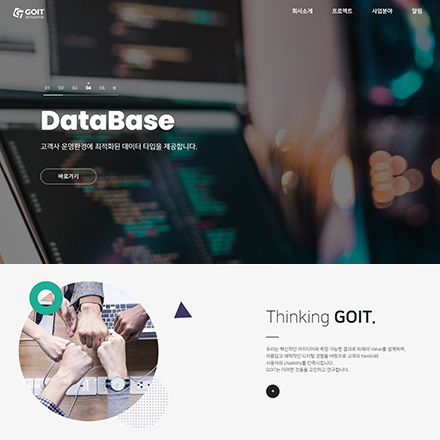 GOIT
회사소개 프로젝트 사업분야 알림
01 02 03 04 05
DataBase
고객사 운영환경에 최적화된 데이터 타입을 제공합니다.
바로가기
Thinking GOIT.
우리는 혁신적인 아이디어와 측정 가능한 결과로 미래의 Value를 설계하며,
아름답고 매력적인 디지털 경험을 바탕으로 고객의 Needs와
사용자의 Usability를 만족시킵니다.
GOIT는 이러한 것들을 고민하고 연구합니다.